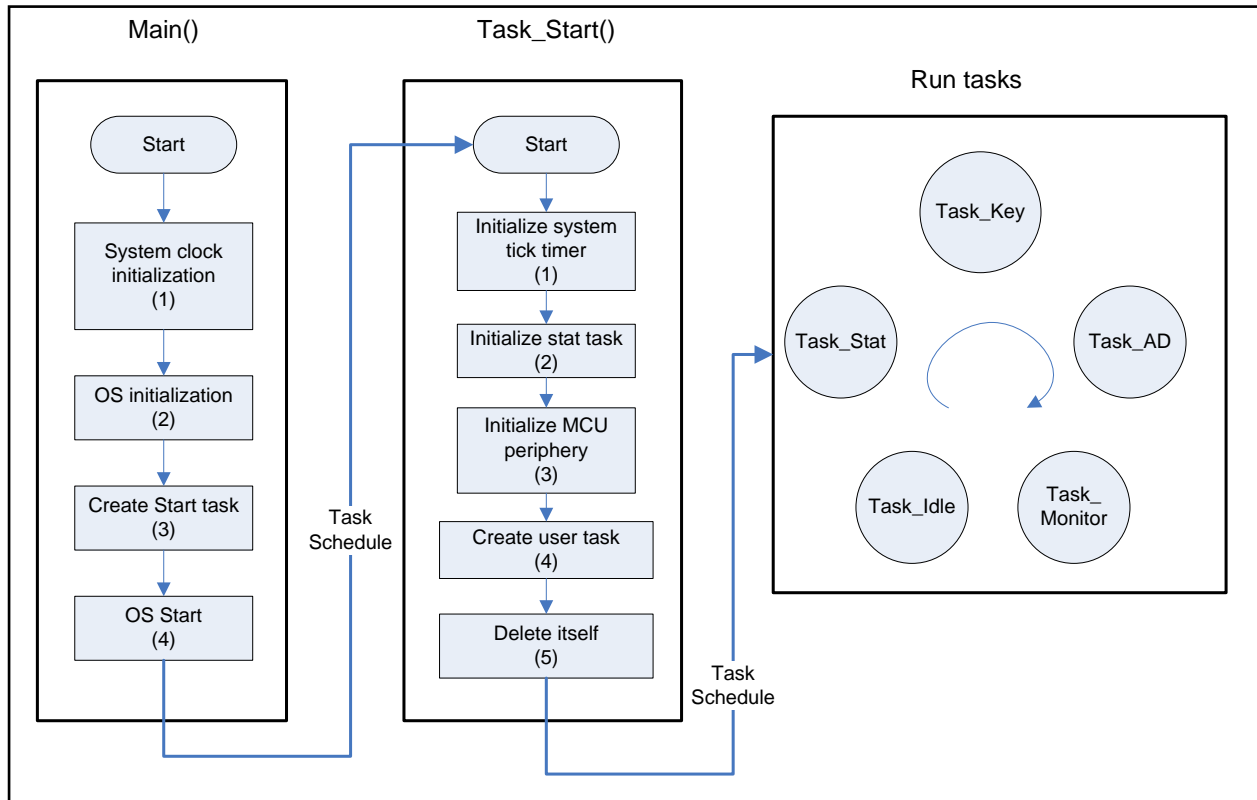 Main()
Start
System clock
initialization
(1)
OS initialization
(2)
Create Start task
(3)
OS Start
(4)
Task
Schedule
Task_Start()
Start
Initialize system
tick timer
(1)
Initialize stat task
(2)
Initialize MCU
periphery
(3)
Create user task
(4)
Delete itself
(5)
Task
Schedule
Run tasks
Task_Key
Task_Stat
Task_AD
Task_Idle
Task_
Monitor